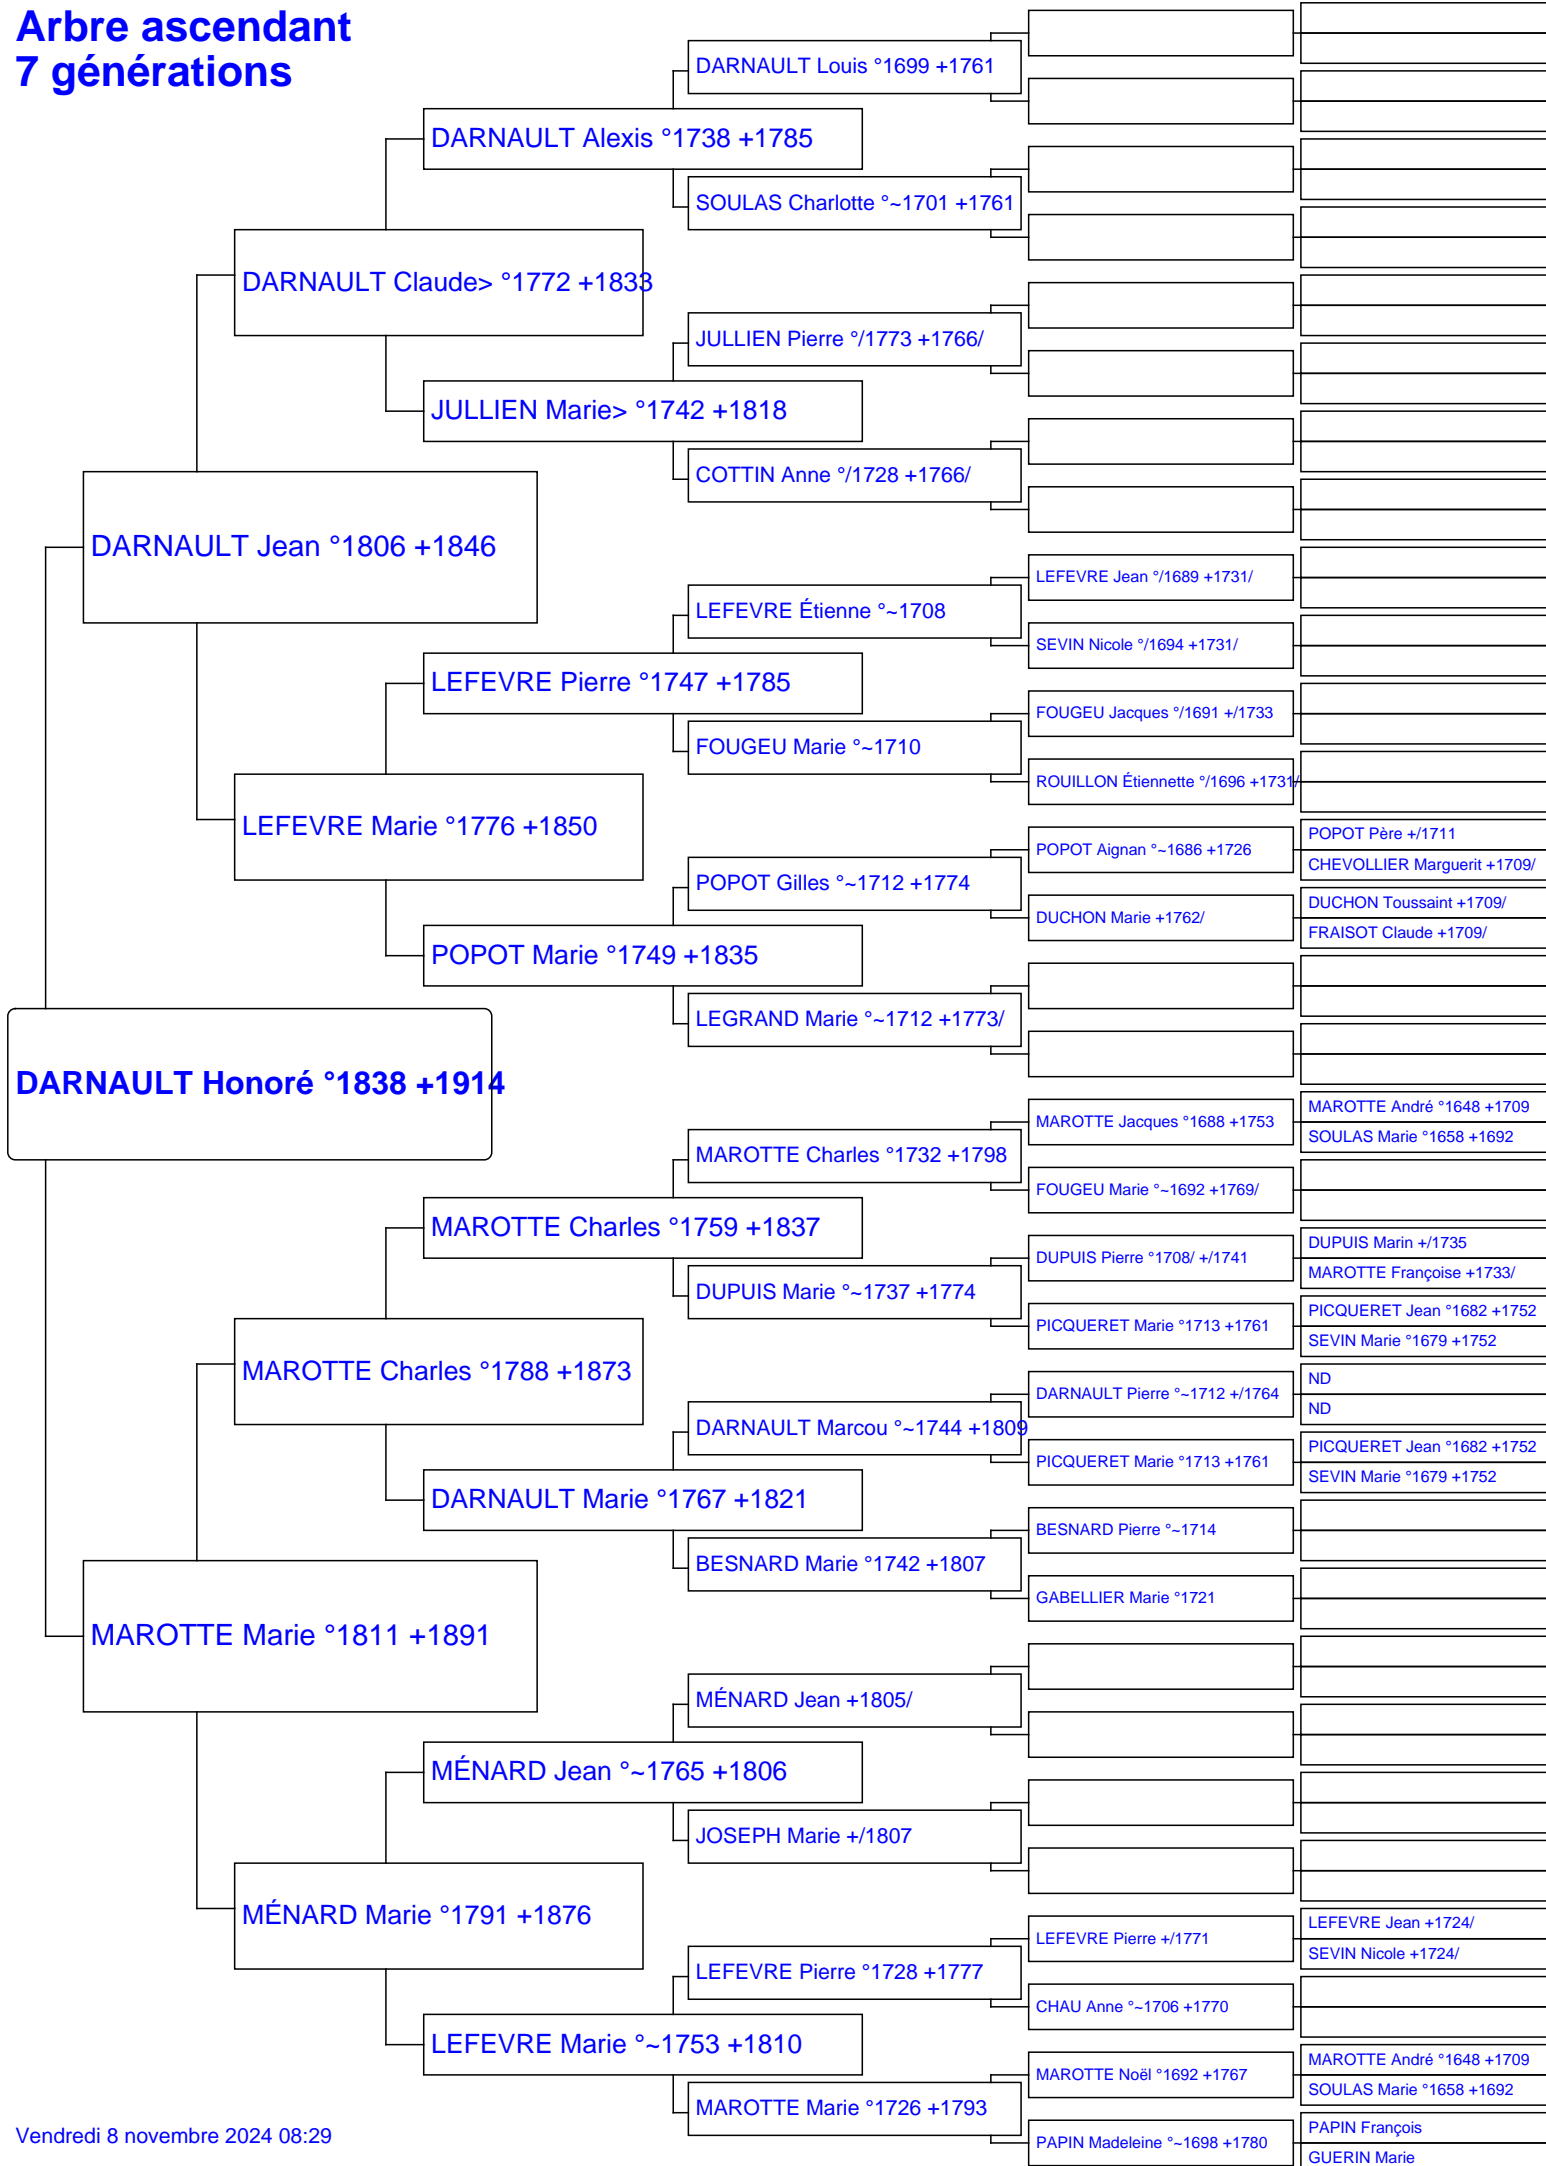 Arbre ascendant
7 générations
DARNAULT Louis °1699 +1761
DARNAULT Alexis °1738 +1785
SOULAS Charlotte °~1701 +1761
DARNAULT Claude> °1772 +1833
JULLIEN Pierre °/1773 +1766/
JULLIEN Marie> °1742 +1818
COTTIN Anne °/1728 +1766/
DARNAULT Jean °1806 +1846
LEFEVRE Jean °/1689 +1731/
LEFEVRE Étienne °~1708
SEVIN Nicole °/1694 +1731/
LEFEVRE Pierre °1747 +1785
FOUGEU Jacques °/1691 +/1733
FOUGEU Marie °~1710
ROUILLON Étiennette °/1696 +1731/
LEFEVRE Marie °1776 +1850
POPOT Père +/1711
POPOT Aignan °~1686 +1726
CHEVOLLIER Marguerit +1709/
POPOT Gilles °~1712 +1774
DUCHON Toussaint +1709/
DUCHON Marie +1762/
FRAISOT Claude +1709/
POPOT Marie °1749 +1835
LEGRAND Marie °~1712 +1773/
DARNAULT Honoré °1838 +1914
MAROTTE André °1648 +1709
MAROTTE Jacques °1688 +1753
SOULAS Marie °1658 +1692
MAROTTE Charles °1732 +1798
FOUGEU Marie °~1692 +1769/
MAROTTE Charles °1759 +1837
DUPUIS Marin +/1735
DUPUIS Pierre °1708/ +/1741
MAROTTE Françoise +1733/
DUPUIS Marie °~1737 +1774
PICQUERET Jean °1682 +1752
PICQUERET Marie °1713 +1761
SEVIN Marie °1679 +1752
MAROTTE Charles °1788 +1873
ND
DARNAULT Pierre °~1712 +/1764
ND
DARNAULT Marcou °~1744 +1809
PICQUERET Jean °1682 +1752
PICQUERET Marie °1713 +1761
SEVIN Marie °1679 +1752
DARNAULT Marie °1767 +1821
BESNARD Pierre °~1714
BESNARD Marie °1742 +1807
GABELLIER Marie °1721
MAROTTE Marie °1811 +1891
MÉNARD Jean +1805/
MÉNARD Jean °~1765 +1806
JOSEPH Marie +/1807
MÉNARD Marie °1791 +1876
LEFEVRE Jean +1724/
LEFEVRE Pierre +/1771
SEVIN Nicole +1724/
LEFEVRE Pierre °1728 +1777
CHAU Anne °~1706 +1770
LEFEVRE Marie °~1753 +1810
MAROTTE André °1648 +1709
MAROTTE Noël °1692 +1767
SOULAS Marie °1658 +1692
MAROTTE Marie °1726 +1793
PAPIN François
PAPIN Madeleine °~1698 +1780
GUERIN Marie
Vendredi 8 novembre 2024 08:29